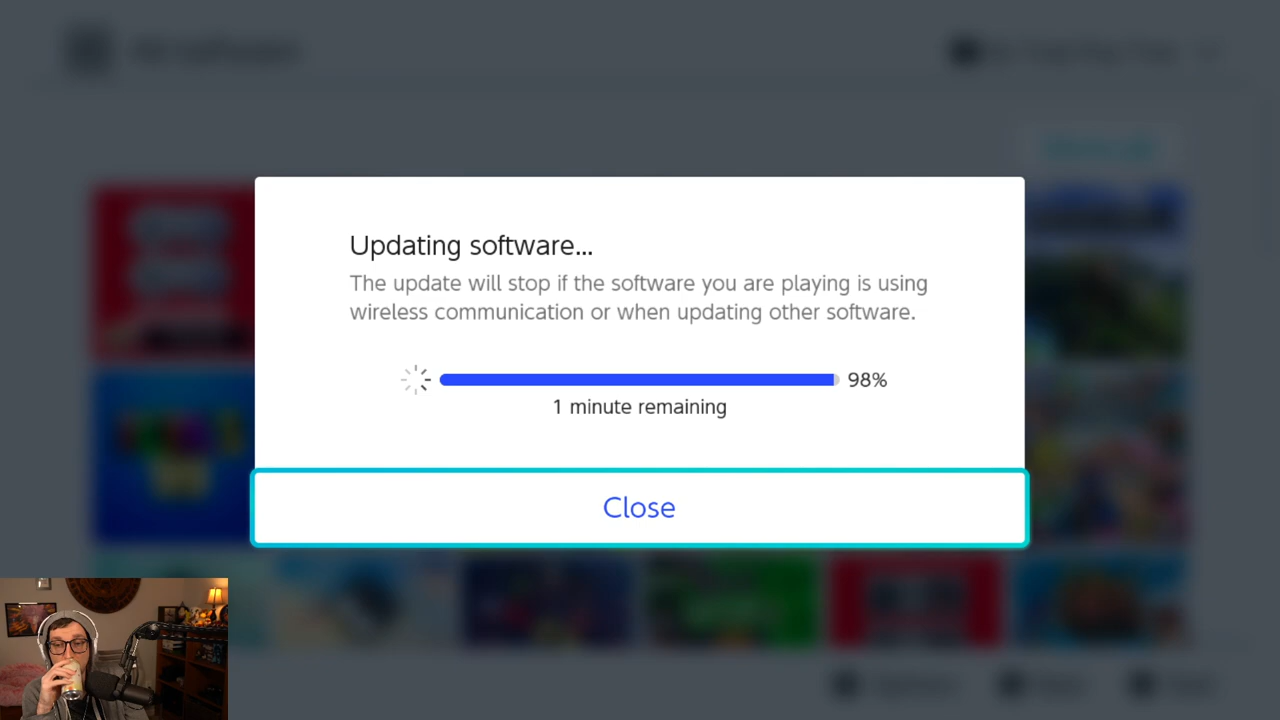 Updating software...
The update will stop if the software you are playing is using
wireless communication or when updating other software.
98%
1 minute remaining
Close